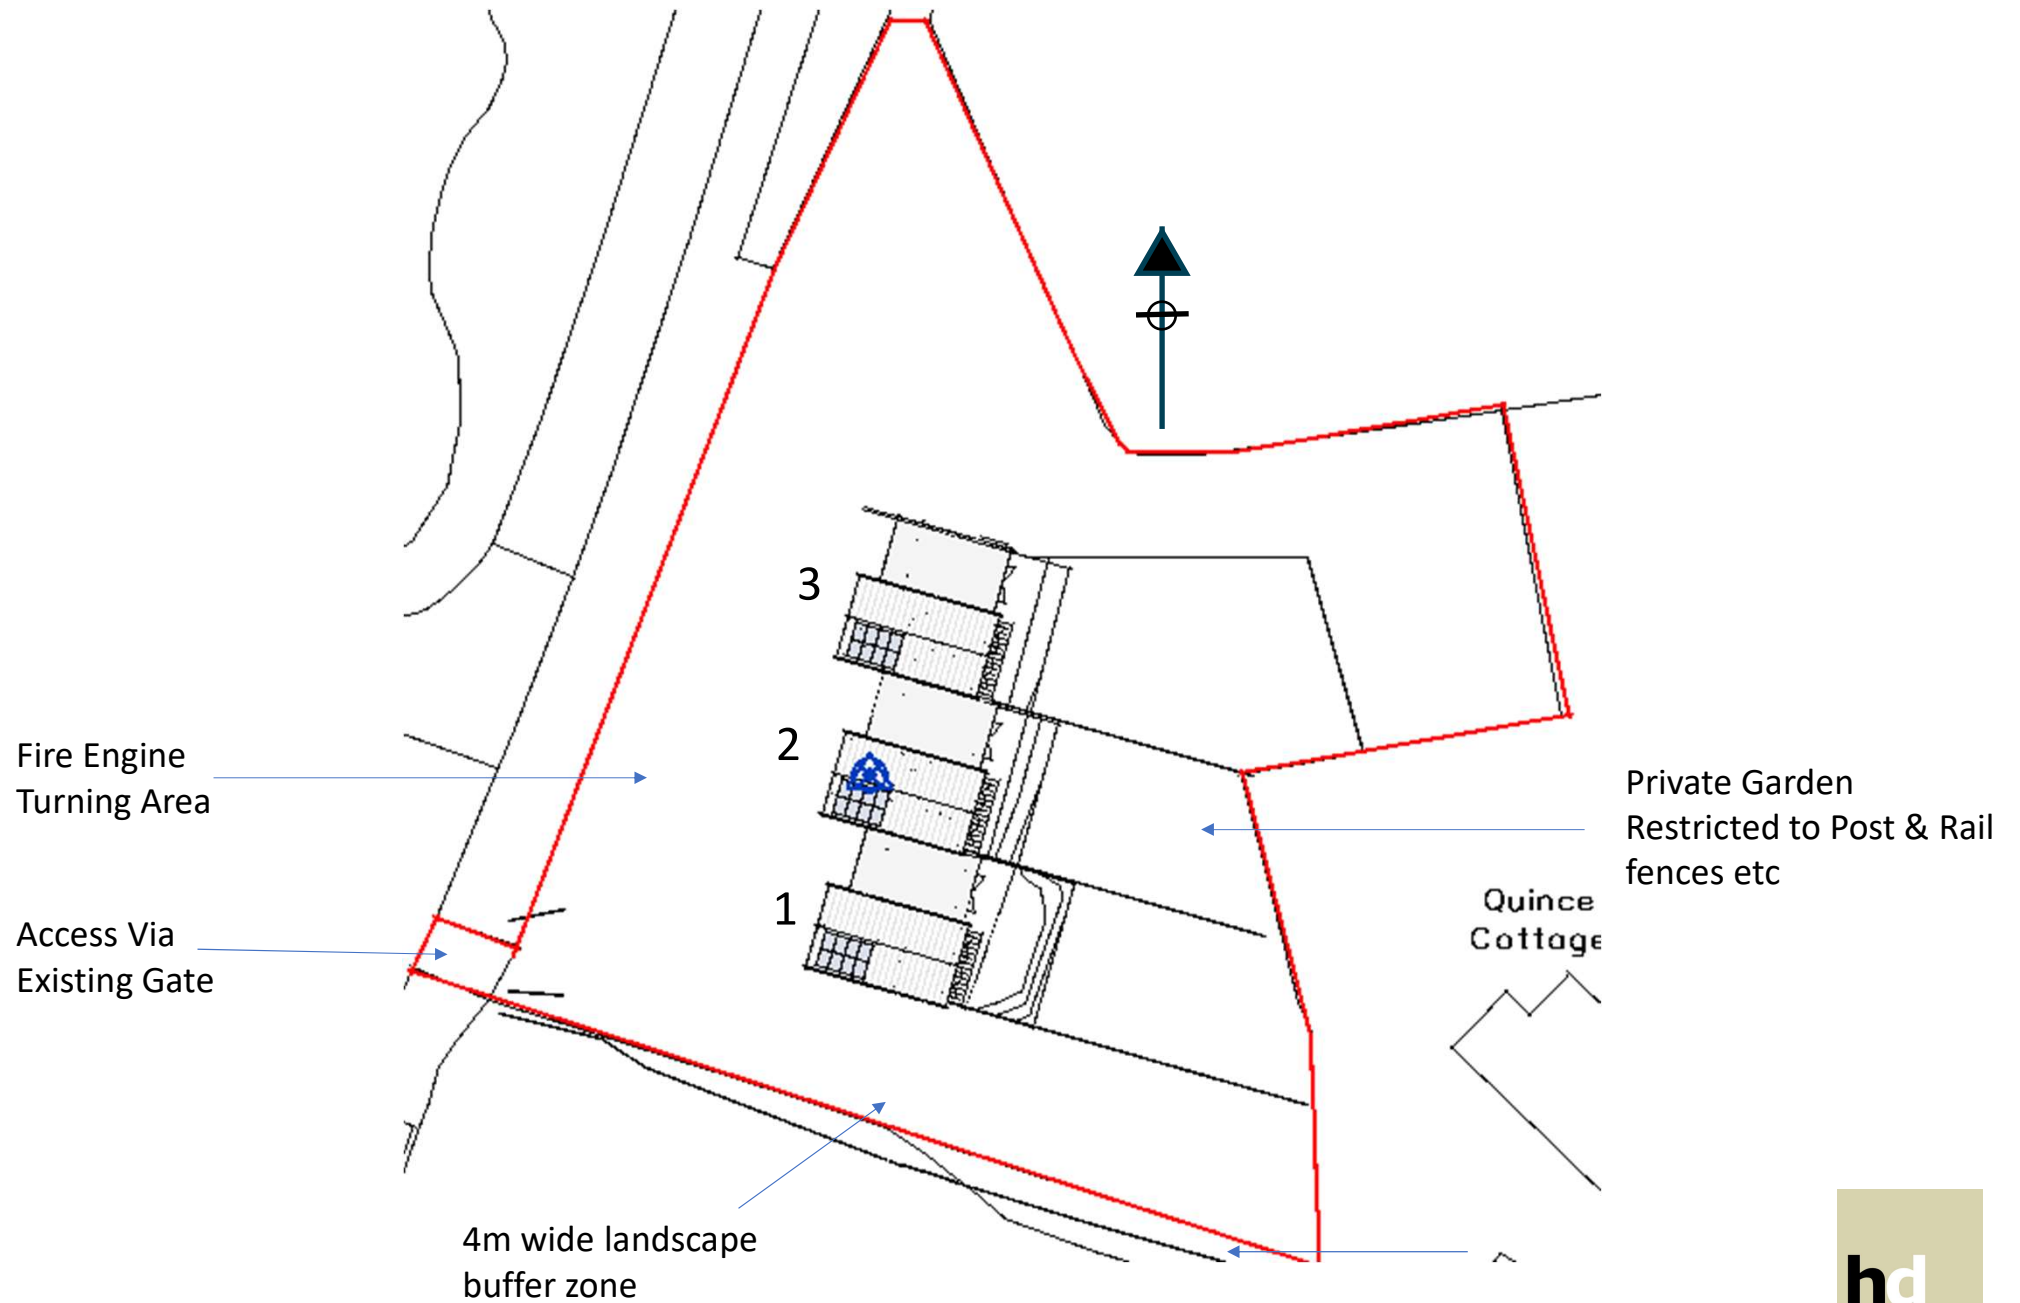 3
2
1
Fire Engine
Turning Area
Access Via
Existing Gate
Private Garden
Restricted to Post & Rail
fences etc
Quince
Cottage
4m wide landscape
buffer zone
hd